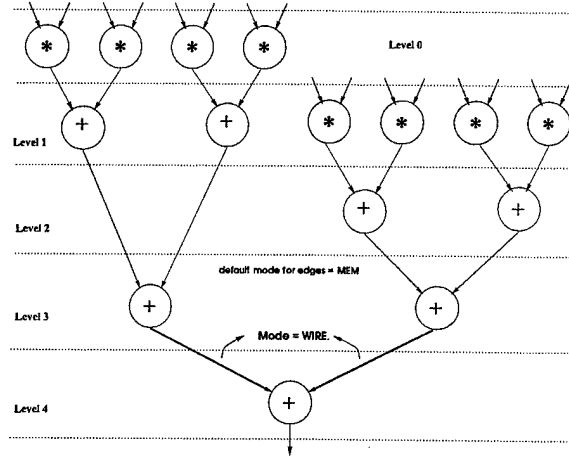 * * * * Level 0
+ + * * * *
Level 1
+ +
Level 2
default mode for edges = MEM
+ +
Level 3
Mode = WIRE.
+
Level 4